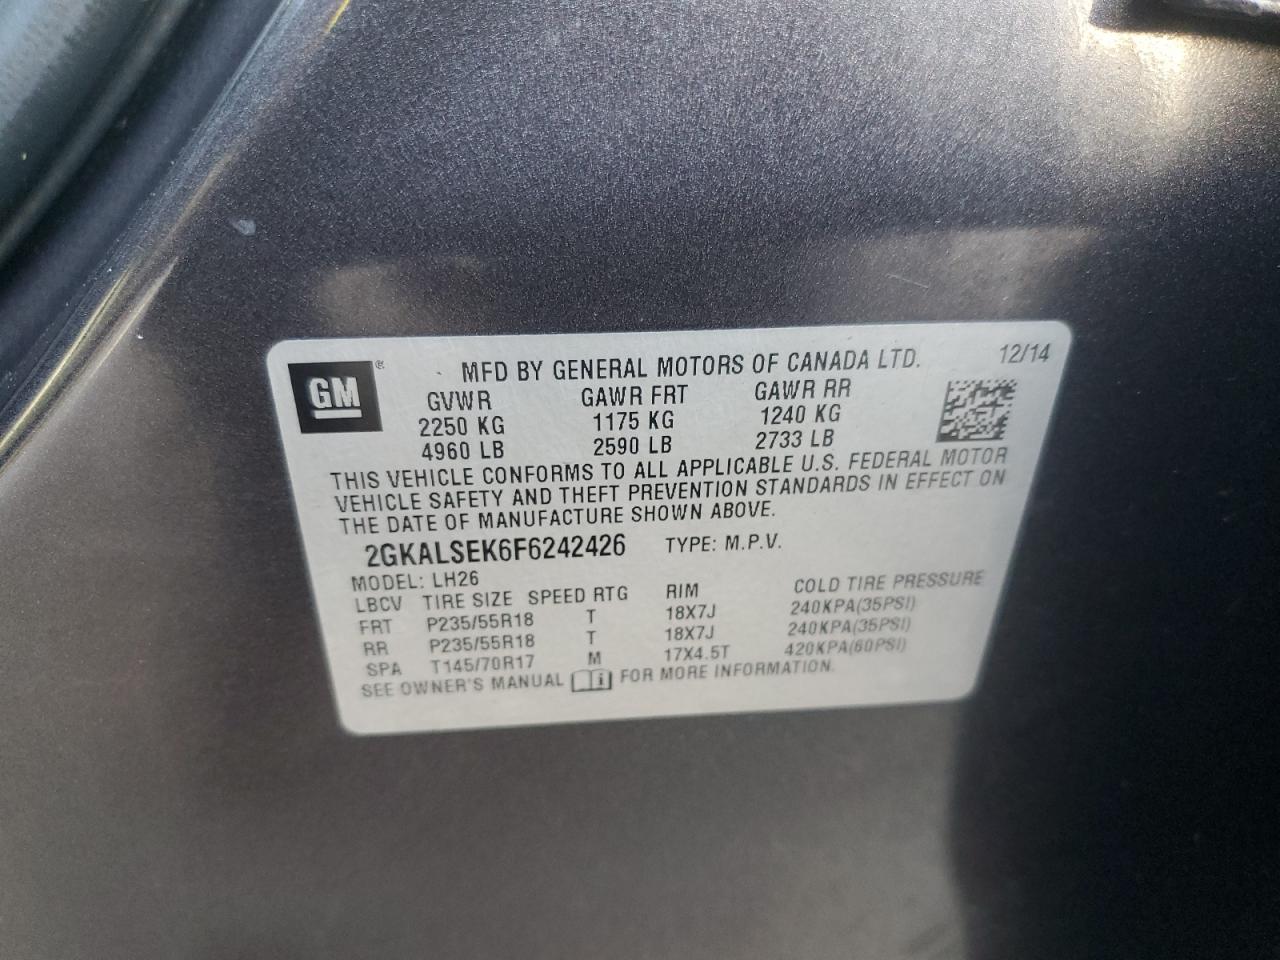 GM ®
MFD BY GENERAL MOTORS OF CANADA LTD. 12/14
GVWR GAWR FRT GAWR RR
2250 KG 1175 KG 1240 KG
4960 LB 2590 LB 2733 LB
THIS VEHICLE CONFORMS TO ALL APPLICABLE U.S. FEDERAL MOTOR
VEHICLE SAFETY AND THEFT PREVENTION STANDARDS IN EFFECT ON
THE DATE OF MANUFACTURE SHOWN ABOVE.
2GKALSEK6F6242426 TYPE: M.P.V.
MODEL: LH26
LBCV TIRE SIZE SPEED RTG RIM COLD TIRE PRESSURE
FRT P235/55R18 T 18X7J 240KPA(35PSI)
RR P235/55R18 T 18X7J 240KPA(35PSI)
SPA T145/70R17 M 17X4.5T 420KPA(60PSI)
SEE OWNER'S MANUAL i FOR MORE INFORMATION.